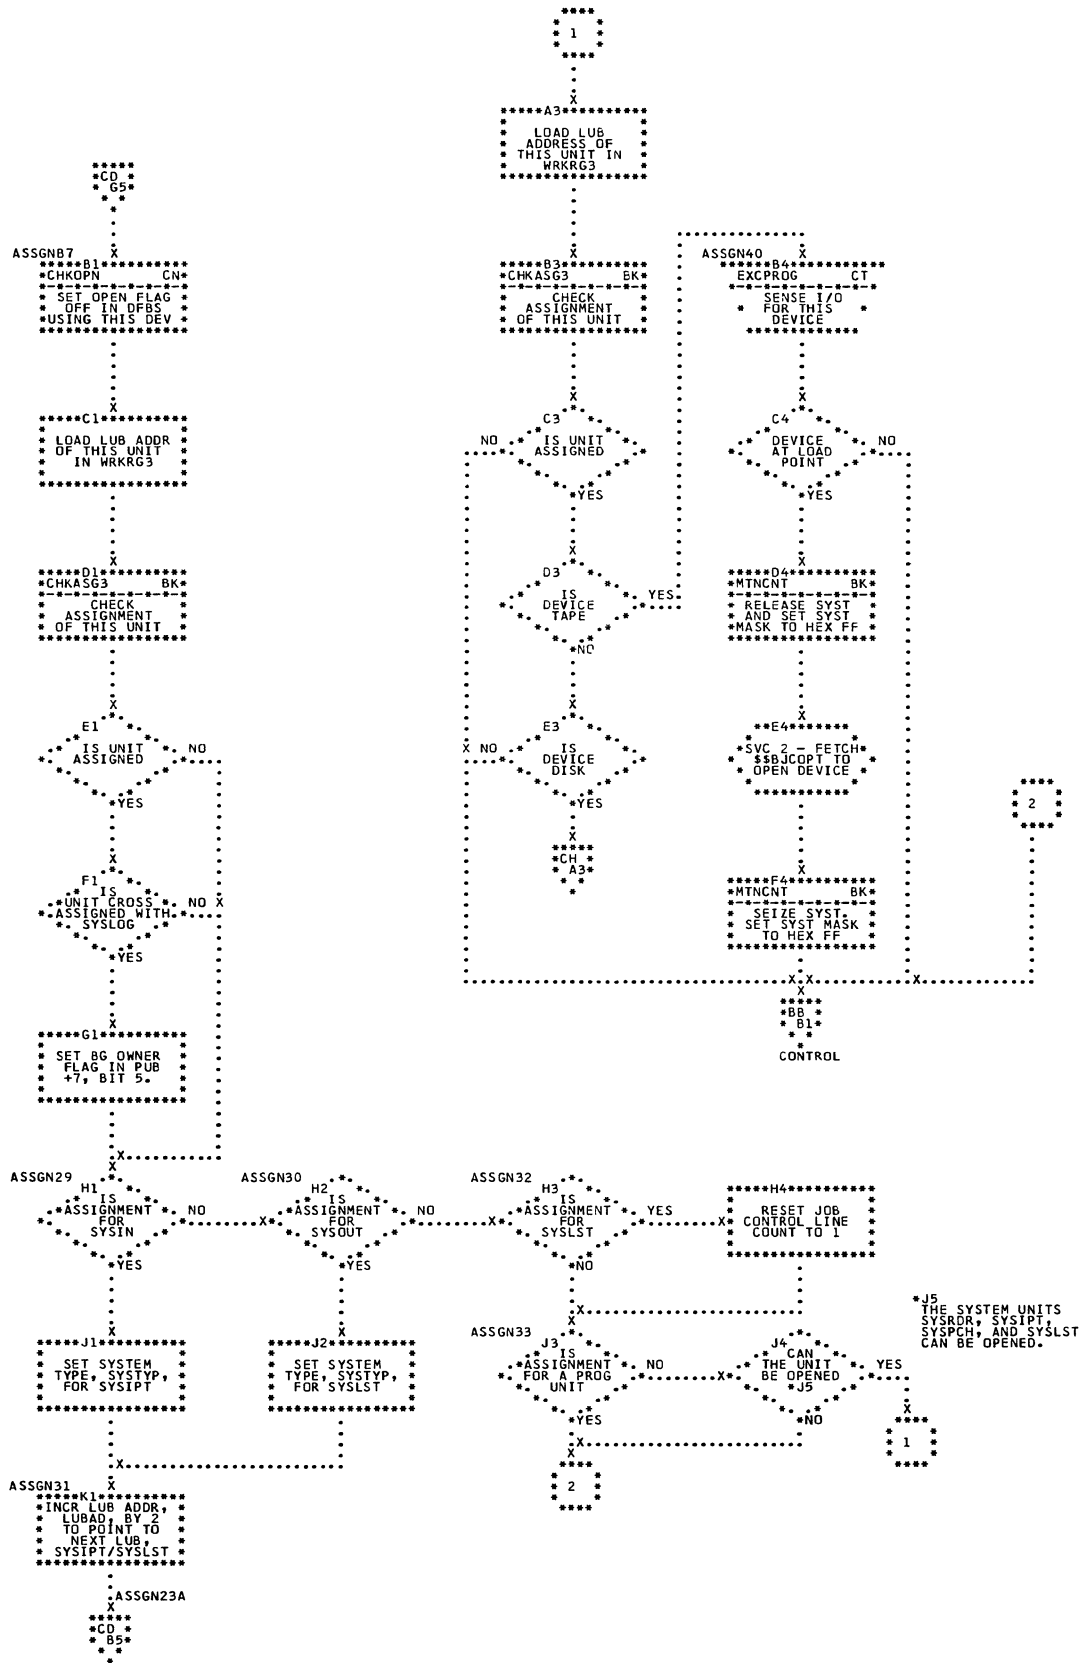 1
A3
LOAD LUB
ADDRESS OF
THIS UNIT IN
WRKRG3
CD
G5
ASSGNB7
B1
CHKOPN CN
SET OPEN FLAG
OFF IN DFBS
USING THIS DEV
B3
CHKASG3 BK
CHECK
ASSIGNMENT
OF THIS UNIT
ASSGN40
B4
EXCPROG CT
SENSE I/O
FOR THIS
DEVICE
C1
LOAD LUB ADDR
OF THIS UNIT
IN WRKRG3
C3
IS UNIT
ASSIGNED
NO
YES
C4
DEVICE
AT LOAD
POINT
NO
YES
D1
CHKASG3 BK
CHECK
ASSIGNMENT
OF THIS UNIT
D3
IS
DEVICE
TAPE
YES
NO
D4
MTNCNT BK
RELEASE SYST
AND SET SYST
MASK TO HEX FF
E1
IS UNIT
ASSIGNED
NO
YES
E3
IS
DEVICE
DISK
NO
YES
E4
SVC 2 - FETCH
$$BJCOPT TO
OPEN DEVICE
2
CH
A3
F1
IS
UNIT CROSS
ASSIGNED WITH
SYSLOG
NO
YES
F4
MTNCNT BK
SEIZE SYST.
SET SYST MASK
TO HEX FF
BB
B1
CONTROL
G1
SET BG OWNER
FLAG IN PUB
+7, BIT 5.
ASSGN29
H1
IS
ASSIGNMENT
FOR
SYSIN
NO
YES
ASSGN30
H2
IS
ASSIGNMENT
FOR
SYSOUT
NO
YES
ASSGN32
H3
IS
ASSIGNMENT
FOR
SYSLST
YES
NO
H4
RESET JOB
CONTROL LINE
COUNT TO 1
*J5
THE SYSTEM UNITS
SYSRDR, SYSIPT,
SYSPCH, AND SYSLST
CAN BE OPENED.
J1
SET SYSTEM
TYPE, SYSTYP,
FOR SYSIPT
J2
SET SYSTEM
TYPE, SYSTYP,
FOR SYSLST
ASSGN33
J3
IS
ASSIGNMENT
FOR A PROG
UNIT
NO
YES
J4
CAN
THE UNIT
BE OPENED
*J5
YES
NO
1
2
ASSGN31
K1
INCR LUB ADDR,
LUBAD, BY 2
TO POINT TO
NEXT LUB,
SYSIPT/SYSLST
ASSGN23A
CD
B5